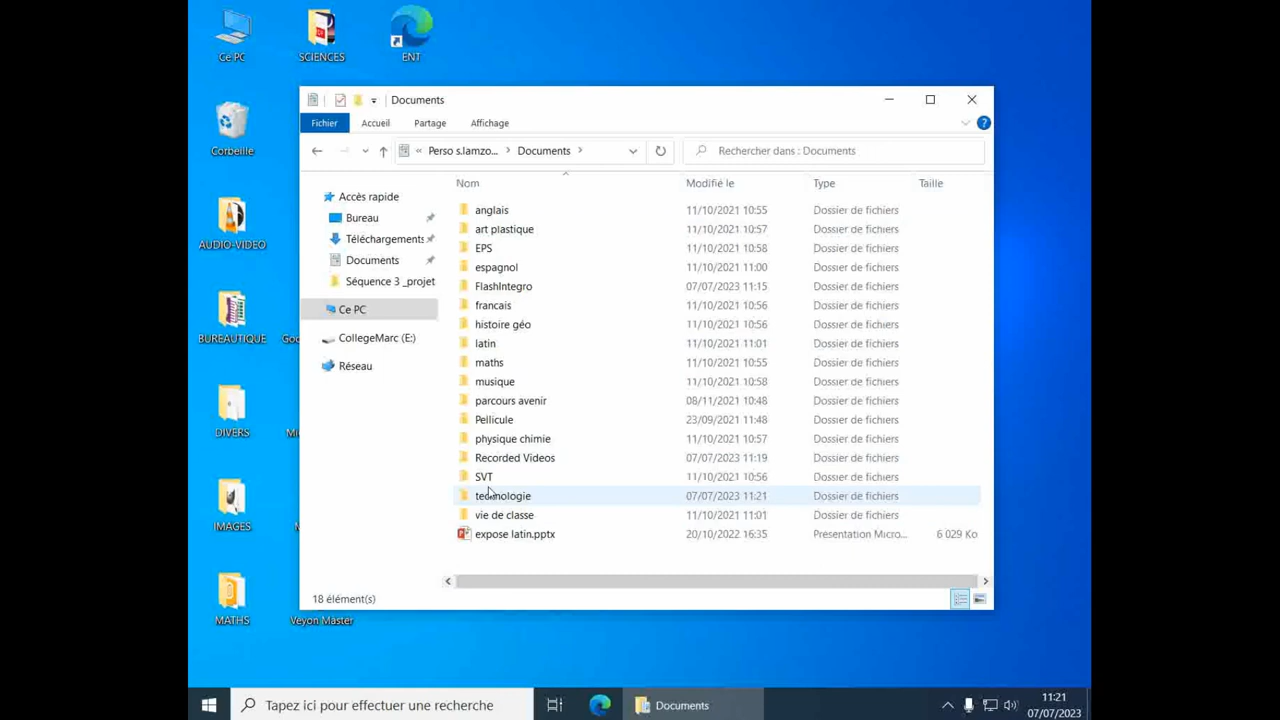 Ce PC
SCIENCES
ENT
Corbeille
AUDIO-VIDEO
BUREAUTIQUE
DIVERS
IMAGES
MATHS
Veyon Master
Documents
Fichier
Accueil
Partage
Affichage
?
« Perso s.lamzo... > Documents >
Rechercher dans : Documents
Accès rapide
Bureau
Téléchargements
Documents
Séquence 3 _projet
Ce PC
CollegeMarc (E:)
Réseau
Nom Modifié le Type Taille
anglais 11/10/2021 10:55 Dossier de fichiers
art plastique 11/10/2021 10:57 Dossier de fichiers
EPS 11/10/2021 10:58 Dossier de fichiers
espagnol 11/10/2021 11:00 Dossier de fichiers
FlashIntegro 07/07/2023 11:15 Dossier de fichiers
francais 11/10/2021 10:56 Dossier de fichiers
histoire géo 11/10/2021 10:56 Dossier de fichiers
latin 11/10/2021 11:01 Dossier de fichiers
maths 11/10/2021 10:55 Dossier de fichiers
musique 11/10/2021 10:58 Dossier de fichiers
parcours avenir 08/11/2021 10:48 Dossier de fichiers
Pellicule 23/09/2021 11:48 Dossier de fichiers
physique chimie 11/10/2021 10:57 Dossier de fichiers
Recorded Videos 07/07/2023 11:19 Dossier de fichiers
SVT 11/10/2021 10:56 Dossier de fichiers
technologie 07/07/2023 11:21 Dossier de fichiers
vie de classe 11/10/2021 11:01 Dossier de fichiers
expose latin.pptx 20/10/2022 16:35 Présentation Micro... 6 029 Ko
18 élément(s)
Tapez ici pour effectuer une recherche
Documents
11:21
07/07/2023